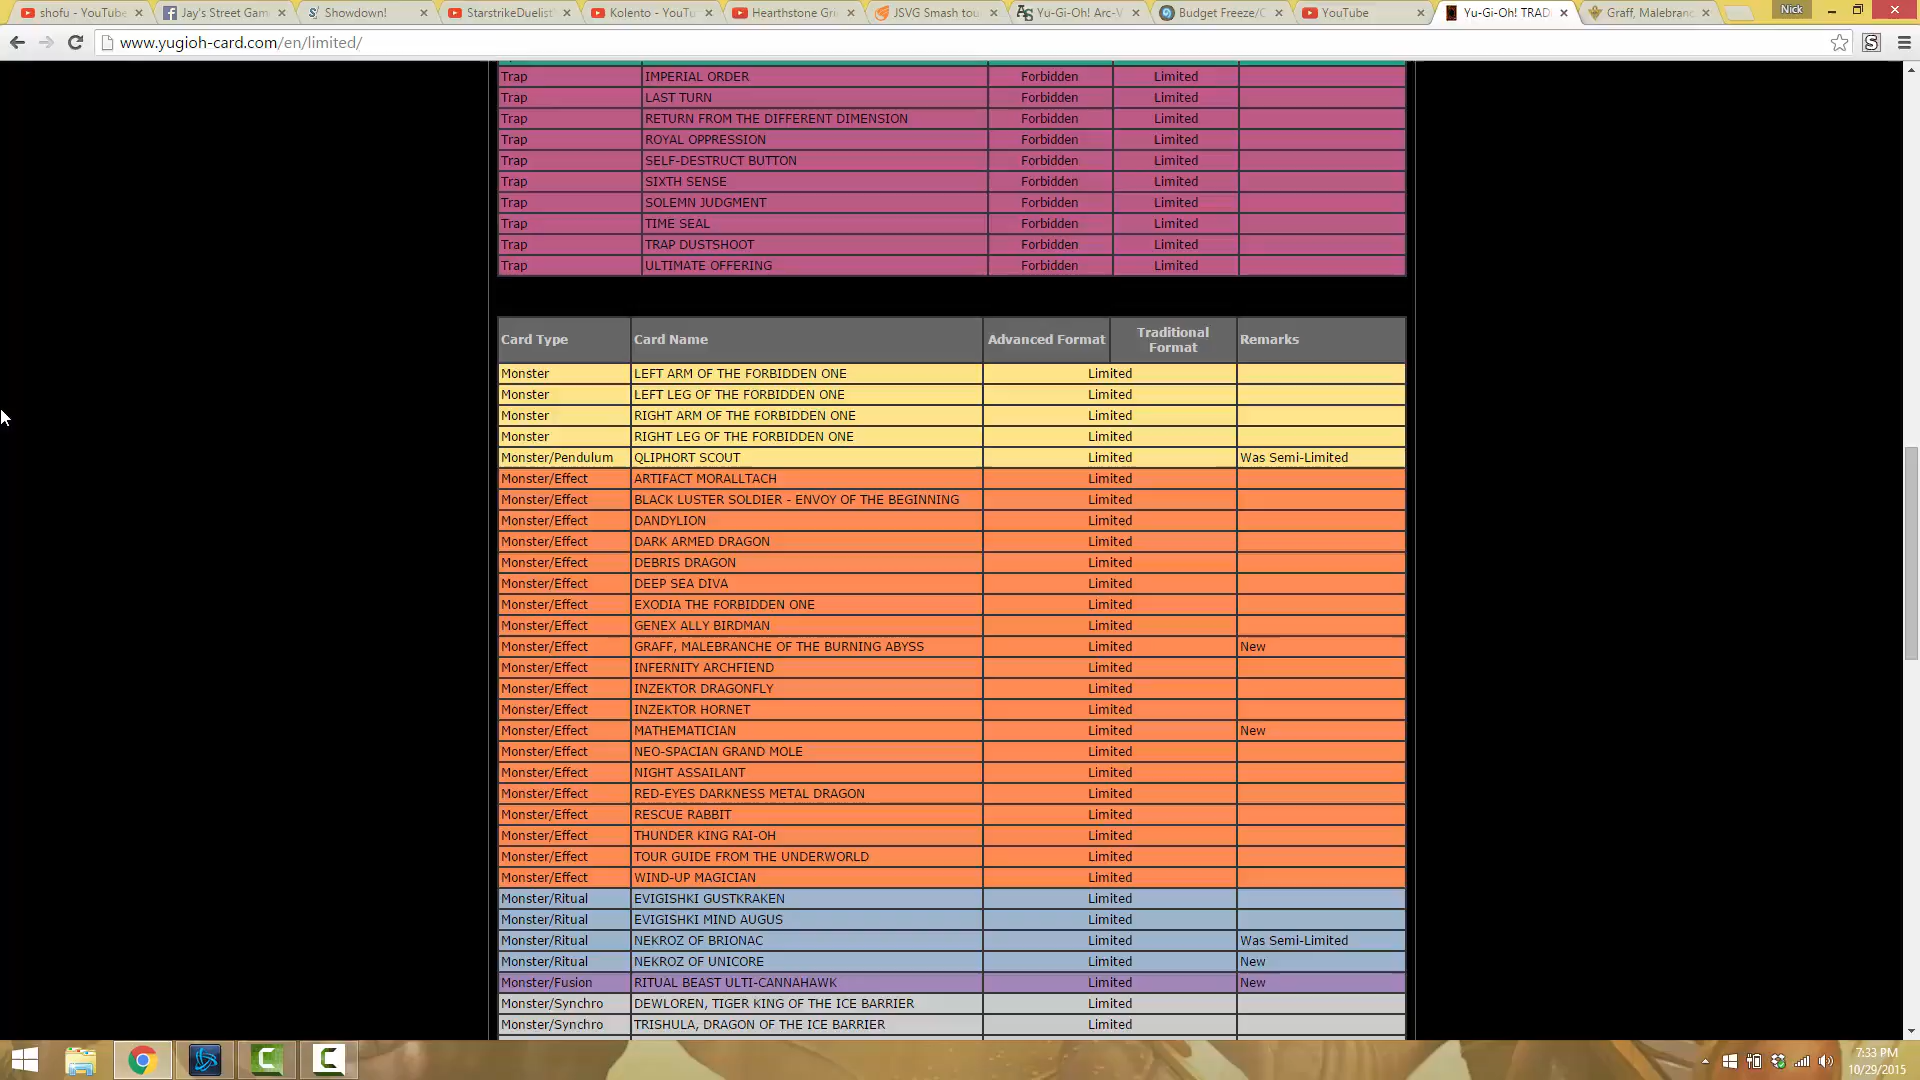 shofu - YouTube
Jay's Street Gam
Showdown!
StarstrikeDuelist
Kolento - YouTu
Hearthstone Gri
JSVG Smash tou
Yu-Gi-Oh! Arc-V
Budget Freeze/C
YouTube
Yu-Gi-Oh! TRAD
Graff, Malebranc
Nick
www.yugioh-card.com/en/limited/
Trap IMPERIAL ORDER Forbidden Limited
Trap LAST TURN Forbidden Limited
Trap RETURN FROM THE DIFFERENT DIMENSION Forbidden Limited
Trap ROYAL OPPRESSION Forbidden Limited
Trap SELF-DESTRUCT BUTTON Forbidden Limited
Trap SIXTH SENSE Forbidden Limited
Trap SOLEMN JUDGMENT Forbidden Limited
Trap TIME SEAL Forbidden Limited
Trap TRAP DUSTSHOOT Forbidden Limited
Trap ULTIMATE OFFERING Forbidden Limited
Card Type Card Name Advanced Format Traditional Format Remarks
Monster LEFT ARM OF THE FORBIDDEN ONE Limited
Monster LEFT LEG OF THE FORBIDDEN ONE Limited
Monster RIGHT ARM OF THE FORBIDDEN ONE Limited
Monster RIGHT LEG OF THE FORBIDDEN ONE Limited
Monster/Pendulum QLIPHORT SCOUT Limited Was Semi-Limited
Monster/Effect ARTIFACT MORALLTACH Limited
Monster/Effect BLACK LUSTER SOLDIER - ENVOY OF THE BEGINNING Limited
Monster/Effect DANDYLION Limited
Monster/Effect DARK ARMED DRAGON Limited
Monster/Effect DEBRIS DRAGON Limited
Monster/Effect DEEP SEA DIVA Limited
Monster/Effect EXODIA THE FORBIDDEN ONE Limited
Monster/Effect GENEX ALLY BIRDMAN Limited
Monster/Effect GRAFF, MALEBRANCHE OF THE BURNING ABYSS Limited New
Monster/Effect INFERNITY ARCHFIEND Limited
Monster/Effect INZEKTOR DRAGONFLY Limited
Monster/Effect INZEKTOR HORNET Limited
Monster/Effect MATHEMATICIAN Limited New
Monster/Effect NEO-SPACIAN GRAND MOLE Limited
Monster/Effect NIGHT ASSAILANT Limited
Monster/Effect RED-EYES DARKNESS METAL DRAGON Limited
Monster/Effect RESCUE RABBIT Limited
Monster/Effect THUNDER KING RAI-OH Limited
Monster/Effect TOUR GUIDE FROM THE UNDERWORLD Limited
Monster/Effect WIND-UP MAGICIAN Limited
Monster/Ritual EVIGISHKI GUSTKRAKEN Limited
Monster/Ritual EVIGISHKI MIND AUGUS Limited
Monster/Ritual NEKROZ OF BRIONAC Limited Was Semi-Limited
Monster/Ritual NEKROZ OF UNICORE Limited New
Monster/Fusion RITUAL BEAST ULTI-CANNAHAWK Limited New
Monster/Synchro DEWLOREN, TIGER KING OF THE ICE BARRIER Limited
Monster/Synchro TRISHULA, DRAGON OF THE ICE BARRIER Limited
7:33 PM
10/29/2015